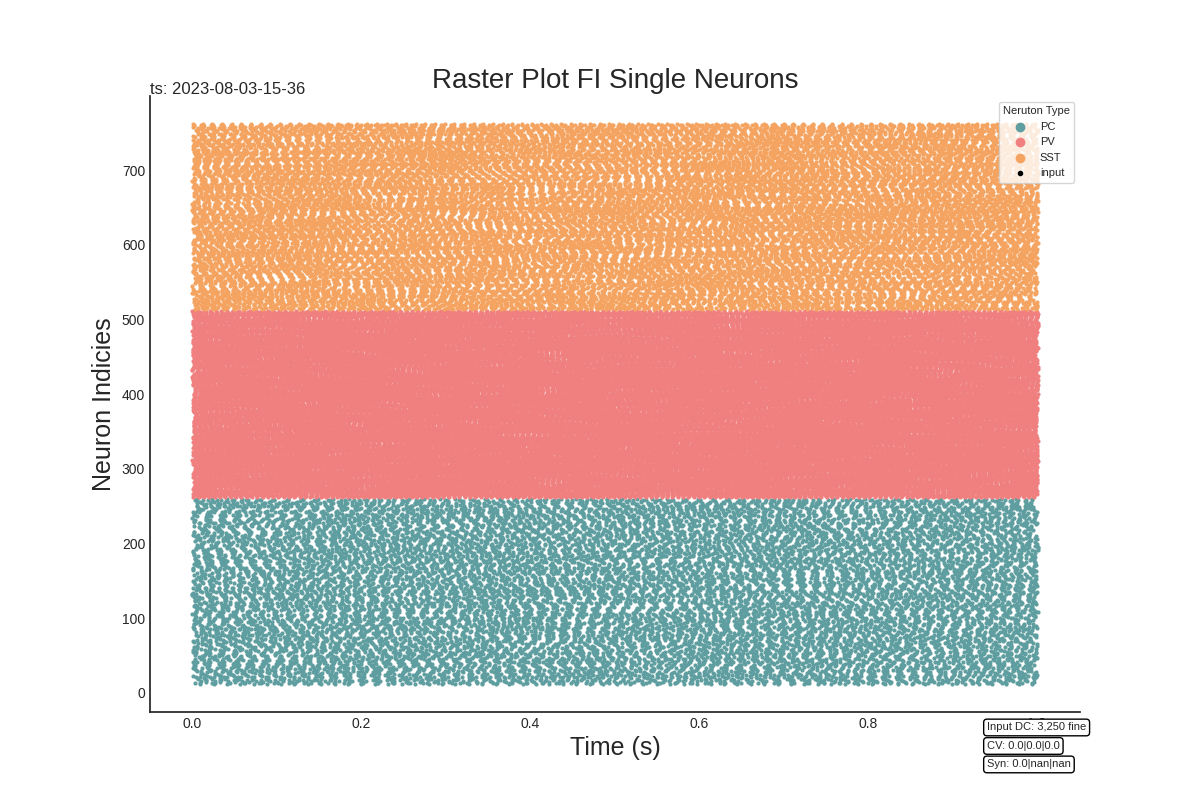 Raster Plot FI Single Neurons
ts: 2023-08-03-15-36
Neruton Type
PC
PV
SST
input
Neuron Indicies
700
600
500
400
300
200
100
0
0.0 0.2 0.4 0.6 0.8
Time (s)
Input DC: 3,250 fine
CV: 0.0|0.0|0.0
Syn: 0.0|nan|nan